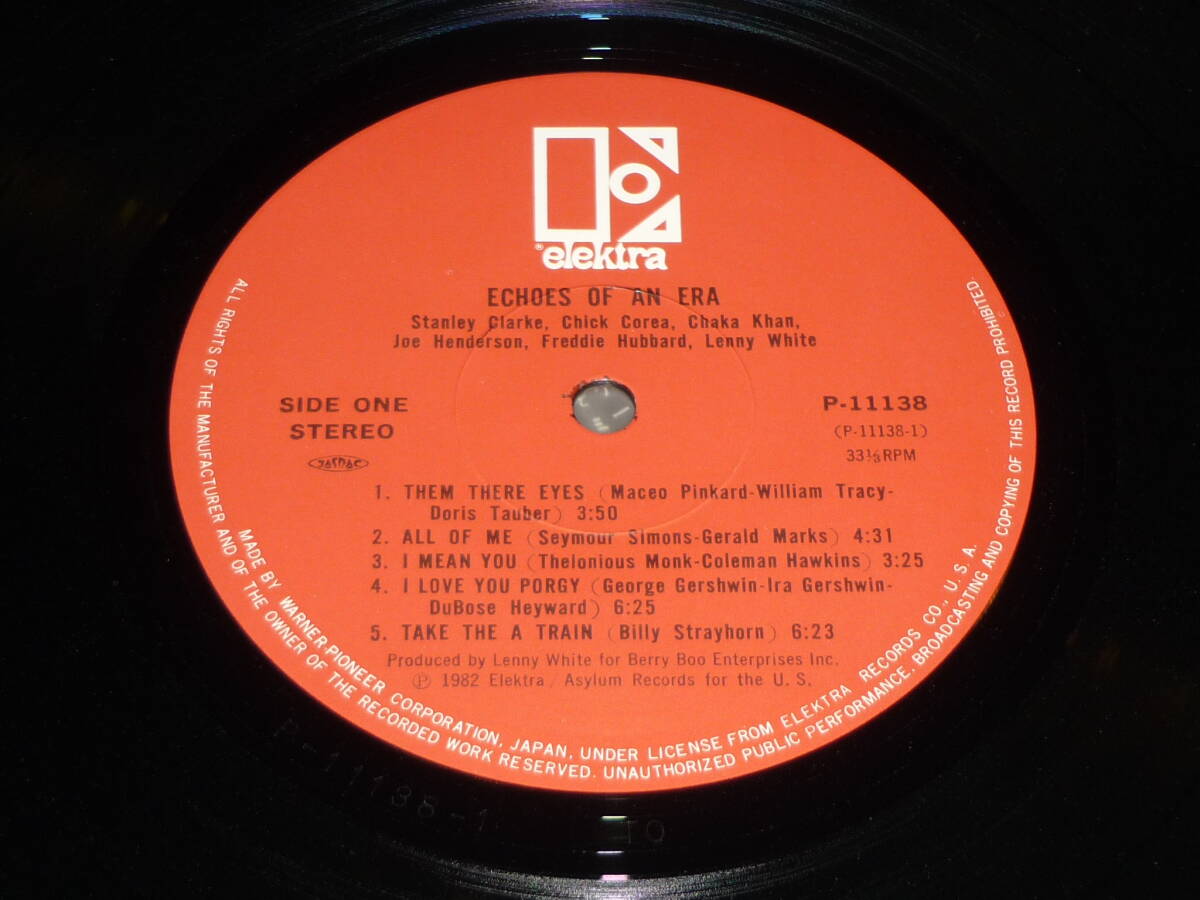 ® elektra
ECHOES OF AN ERA
Stanley Clarke, Chick Corea, Chaka Khan,
Joe Henderson, Freddie Hubbard, Lenny White
SIDE ONE
STEREO
JASRAC
P-11138
(P-11138-1)
33⅓RPM
1. THEM THERE EYES (Maceo Pinkard-William Tracy-
Doris Tauber) 3:50
2. ALL OF ME (Seymour Simons-Gerald Marks) 4:31
3. I MEAN YOU (Thelonious Monk-Coleman Hawkins) 3:25
4. I LOVE YOU PORGY (George Gershwin-Ira Gershwin-
DuBose Heyward) 6:25
5. TAKE THE A TRAIN (Billy Strayhorn) 6:23
Produced by Lenny White for Berry Boo Enterprises Inc.
℗ 1982 Elektra/Asylum Records for the U. S.
MADE BY WARNER-PIONEER CORPORATION, JAPAN, UNDER LICENSE FROM ELEKTRA RECORDS CO., U. S. A.
ALL RIGHTS OF THE MANUFACTURER AND OF THE OWNER OF THE RECORDED WORK RESERVED. UNAUTHORIZED PUBLIC PERFORMANCE, BROADCASTING AND COPYING OF THIS RECORD PROHIBITED.
P-11138-1